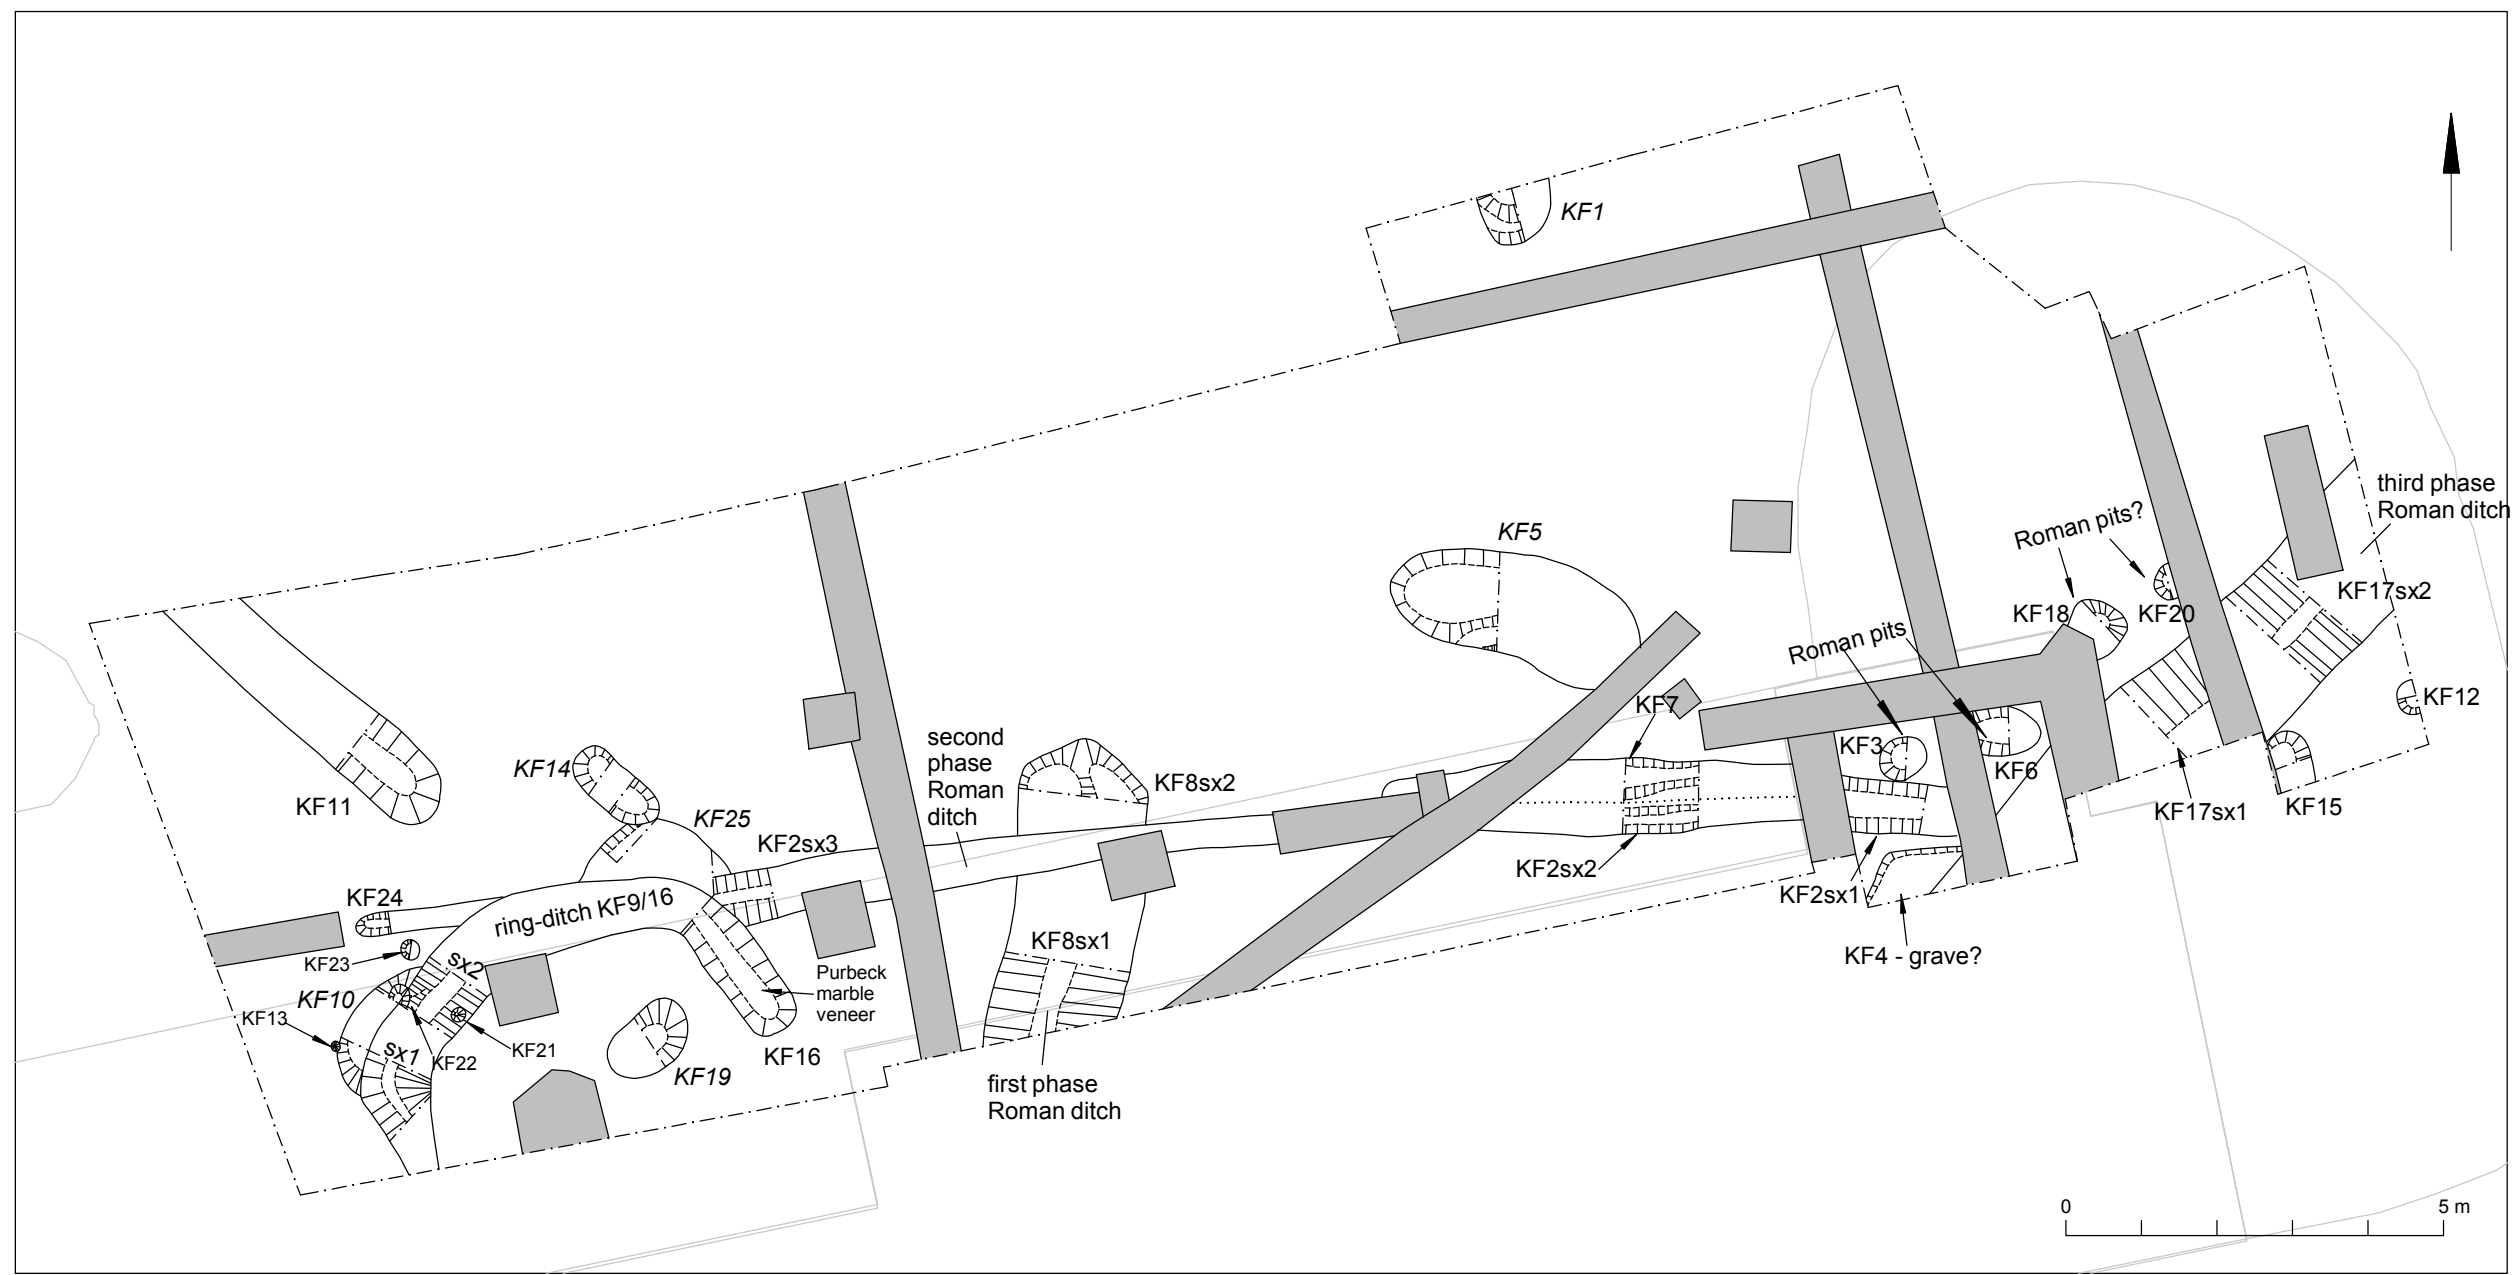 KF1
third phase
Roman ditch
Roman pits?
KF5
KF17sx2
KF18
KF20
Roman pits
KF12
KF7
second
phase
Roman
ditch
KF3
KF14
KF6
KF8sx2
KF11
KF17sx1
KF15
KF25
KF2sx3
KF2sx2
KF24
KF2sx1
ring-ditch KF9/16
KF8sx1
KF4 - grave?
KF23
sx2
Purbeck
marble
veneer
KF10
KF13
sx1
KF22
KF21
KF16
KF19
first phase
Roman ditch
0 5 m